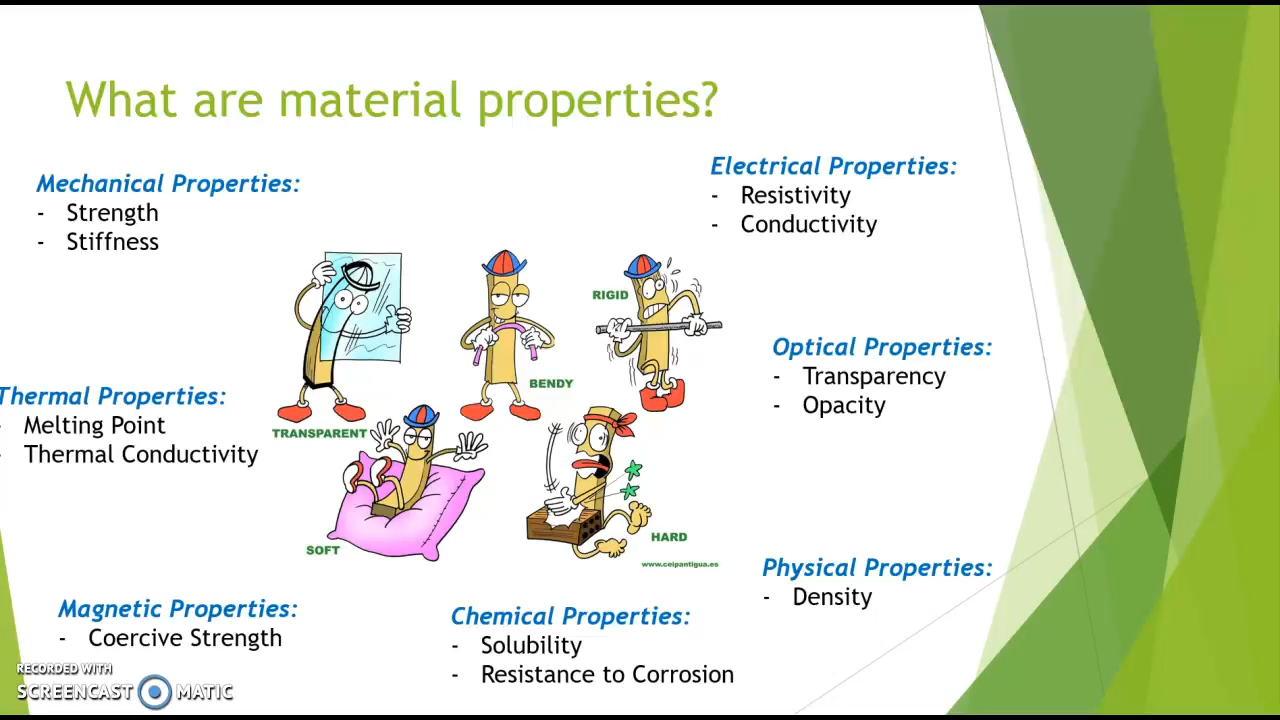 What are material properties?
Mechanical Properties:
- Strength
- Stiffness
Electrical Properties:
- Resistivity
- Conductivity
RIGID
BENDY
TRANSPARENT
Optical Properties:
- Transparency
- Opacity
Thermal Properties:
- Melting Point
- Thermal Conductivity
SOFT
HARD
www.ceipantigua.es
Physical Properties:
- Density
Magnetic Properties:
- Coercive Strength
Chemical Properties:
- Solubility
- Resistance to Corrosion
RECORDED WITH
SCREENCAST MATIC